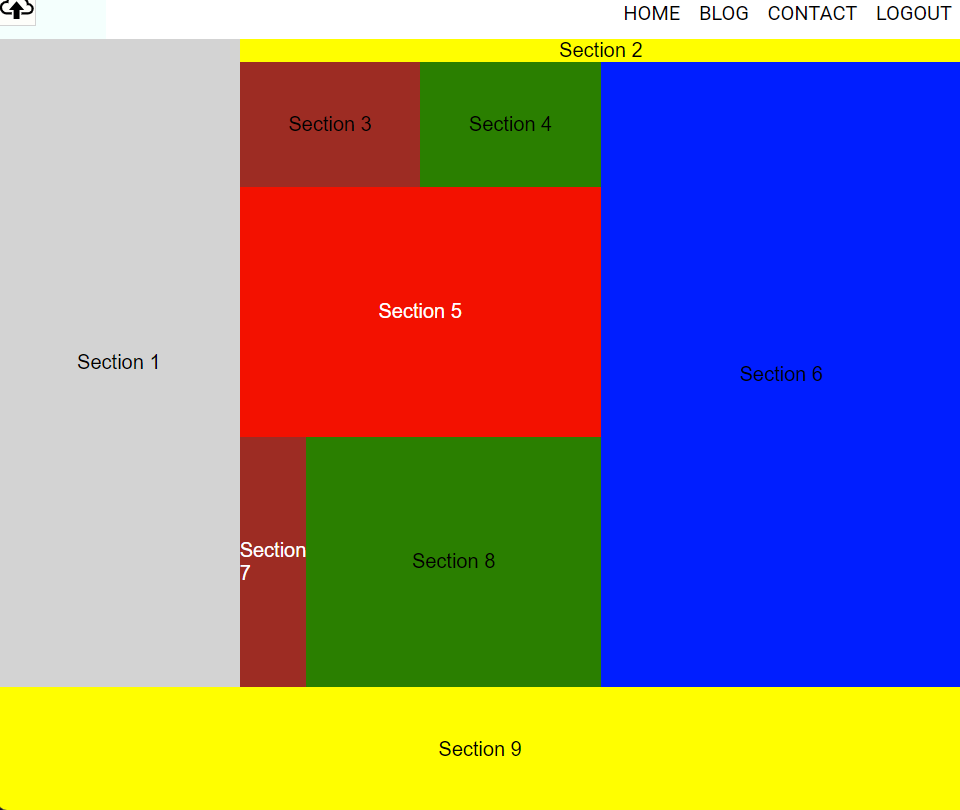 HOME BLOG CONTACT LOGOUT
Section 2
Section 3
Section 4
Section 5
Section 1
Section 6
Section
7
Section 8
Section 9